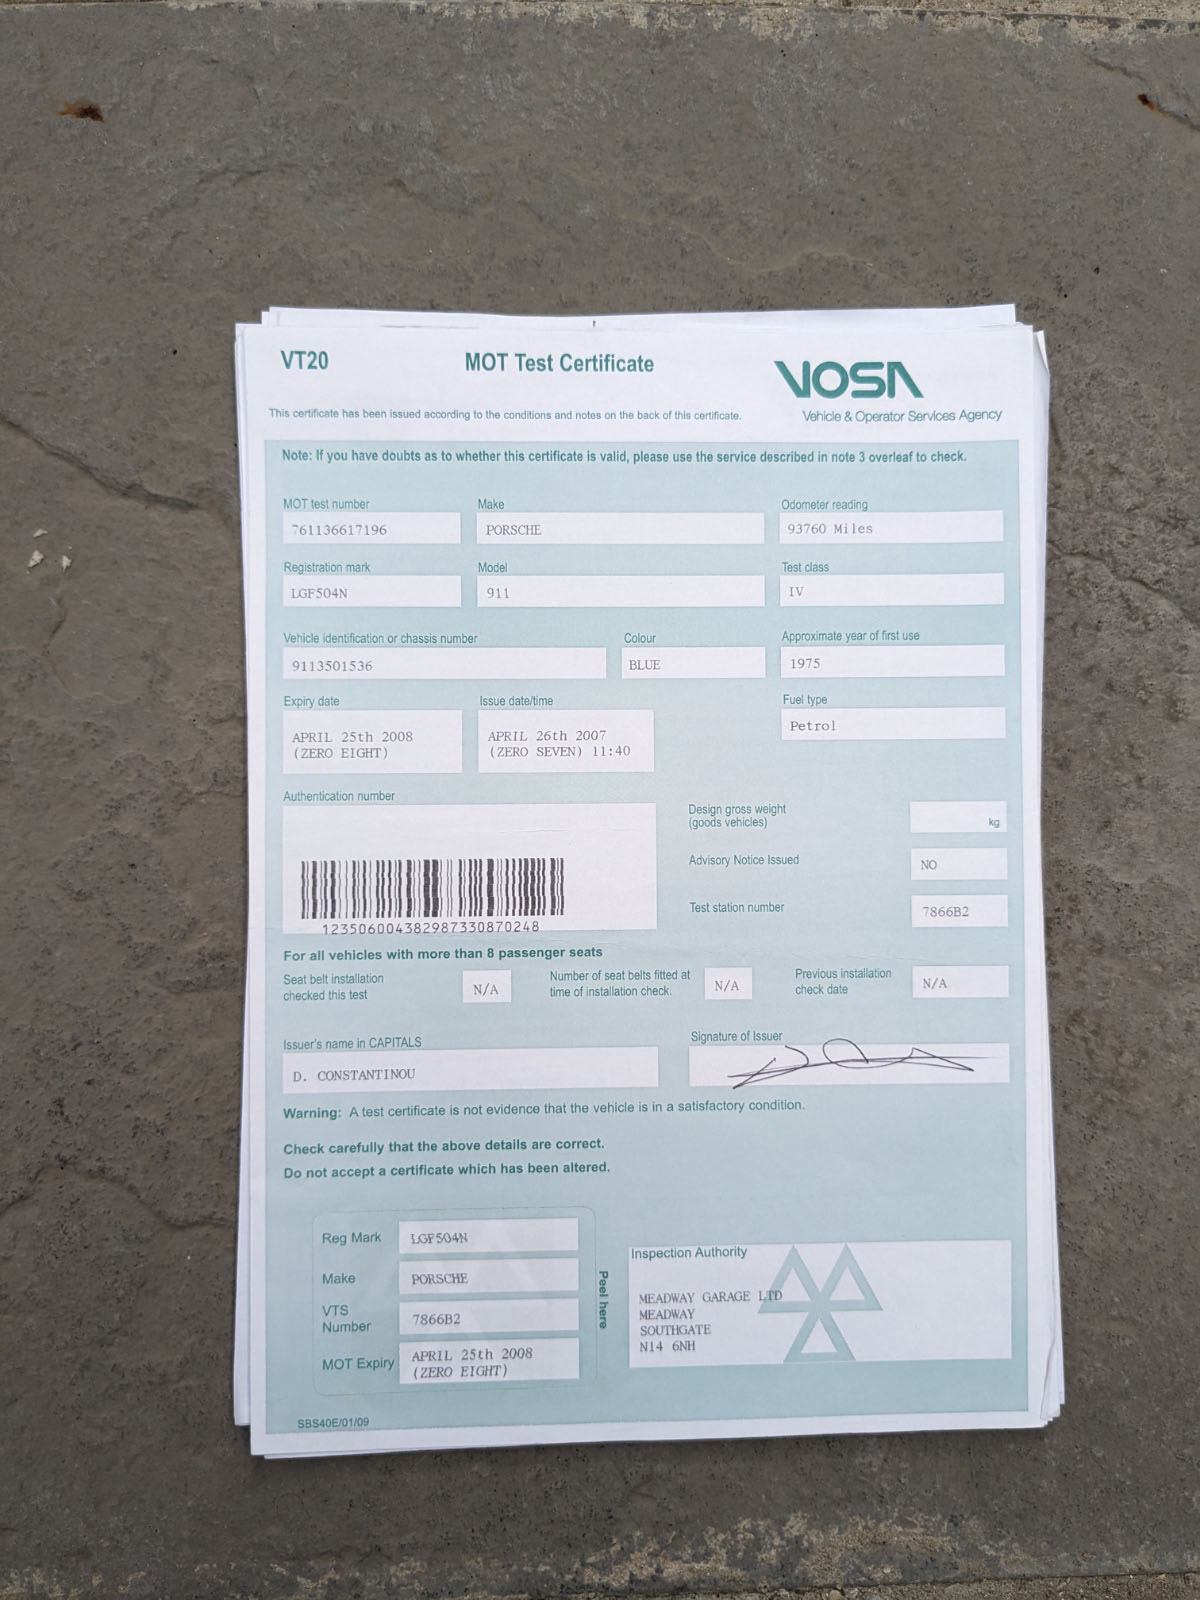 VT20
MOT Test Certificate
VOSA
Vehicle & Operator Services Agency
This certificate has been issued according to the conditions and notes on the back of this certificate.
Note: If you have doubts as to whether this certificate is valid, please use the service described in note 3 overleaf to check.
MOT test number
761136617196
Make
PORSCHE
Odometer reading
93760 Miles
Registration mark
LGF504N
Model
911
Test class
IV
Vehicle identification or chassis number
9113501536
Colour
BLUE
Approximate year of first use
1975
Expiry date
APRIL 25th 2008
(ZERO EIGHT)
Issue date/time
APRIL 26th 2007
(ZERO SEVEN) 11:40
Fuel type
Petrol
Authentication number
123506004382987330870248
Design gross weight
(goods vehicles)
kg
Advisory Notice Issued
NO
Test station number
7866B2
For all vehicles with more than 8 passenger seats
Seat belt installation
checked this test
N/A
Number of seat belts fitted at
time of installation check.
N/A
Previous installation
check date
N/A
Issuer's name in CAPITALS
D. CONSTANTINOU
Signature of Issuer
Warning: A test certificate is not evidence that the vehicle is in a satisfactory condition.
Check carefully that the above details are correct.
Do not accept a certificate which has been altered.
Reg Mark
LGF504N
Make
PORSCHE
VTS
Number
7866B2
MOT Expiry
APRIL 25th 2008
(ZERO EIGHT)
Peel here
Inspection Authority
MEADWAY GARAGE LTD
MEADWAY
SOUTHGATE
N14 6NH
SBS40E/01/09